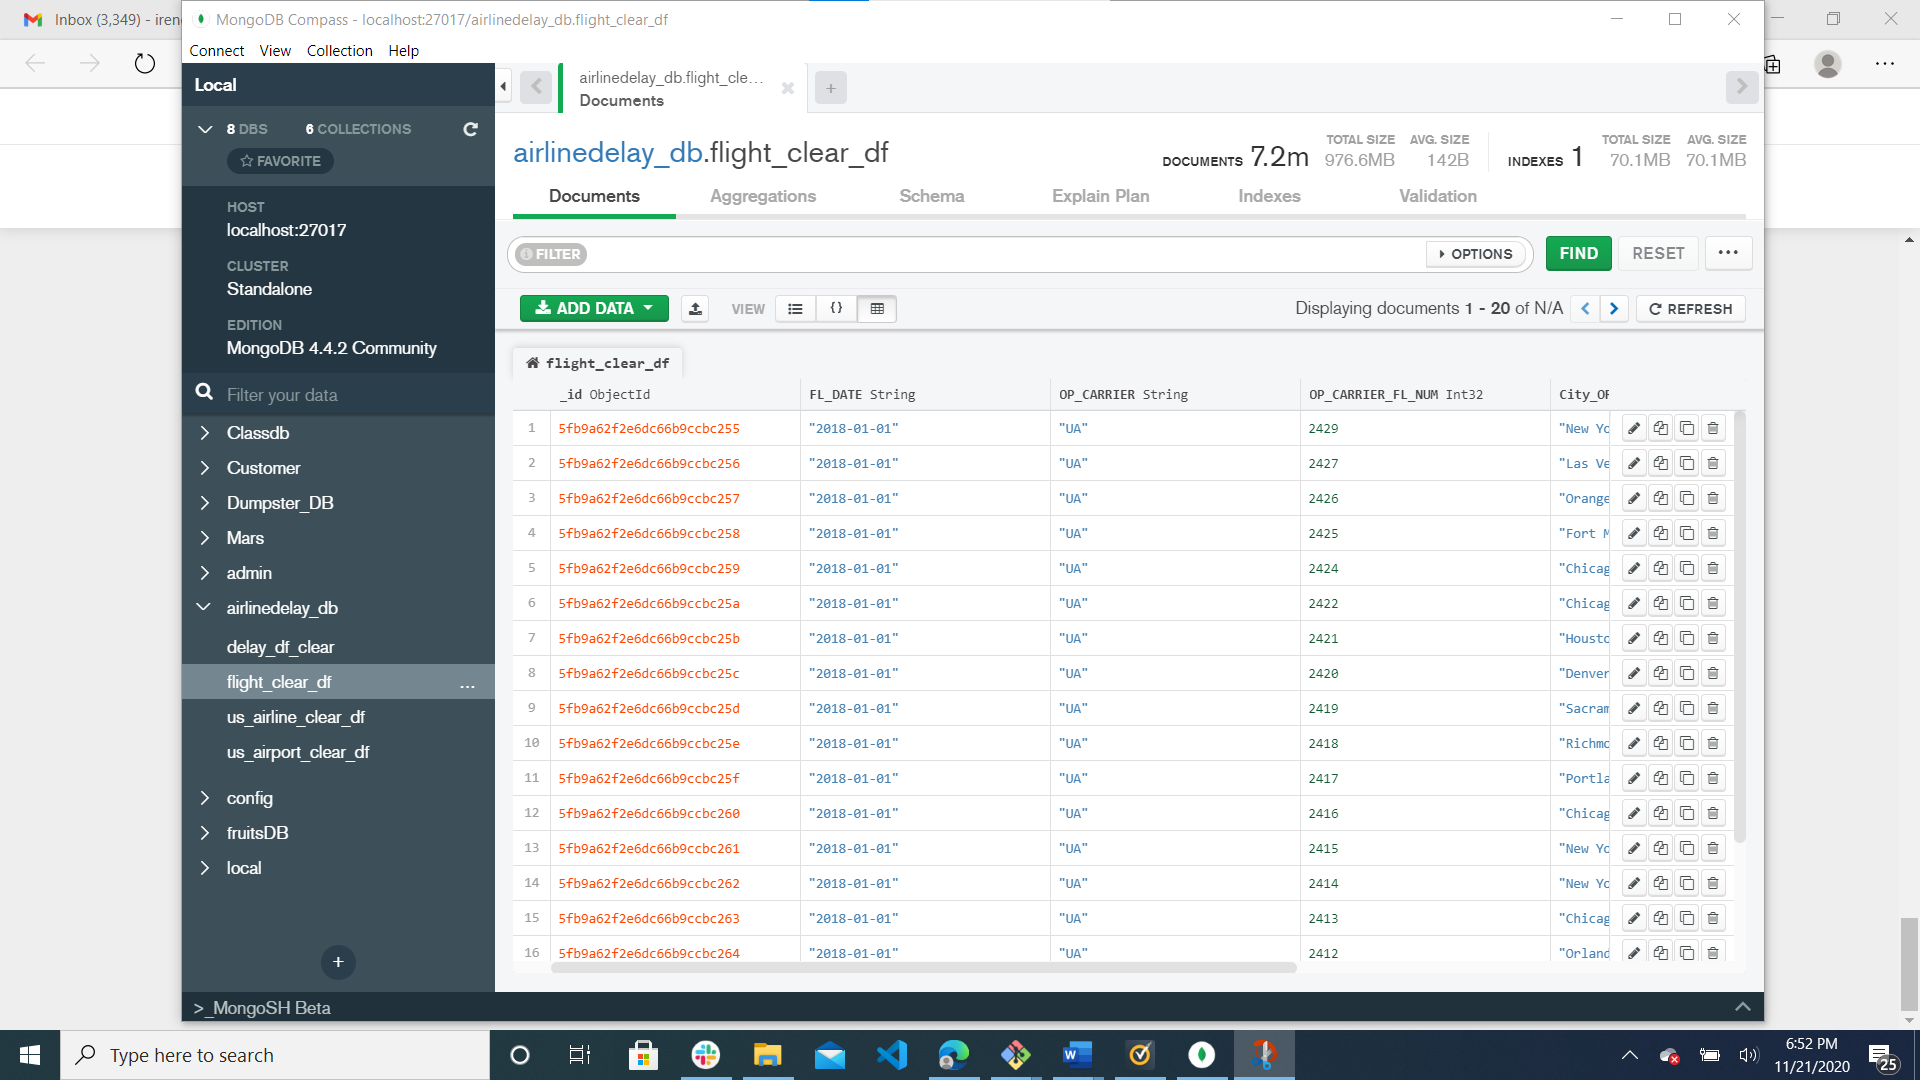 Inbox (3,349) - iren
MongoDB Compass - localhost:27017/airlinedelay_db.flight_clear_df
Connect View Collection Help
Local
8 DBS 6 COLLECTIONS
FAVORITE
HOST
localhost:27017
CLUSTER
Standalone
EDITION
MongoDB 4.4.2 Community
Filter your data
Classdb
Customer
Dumpster_DB
Mars
admin
airlinedelay_db
delay_df_clear
flight_clear_df ...
us_airline_clear_df
us_airport_clear_df
config
fruitsDB
local
+
airlinedelay_db.flight_cle...
Documents
+
airlinedelay_db.flight_clear_df
DOCUMENTS 7.2m TOTAL SIZE 976.6MB AVG. SIZE 142B INDEXES 1 TOTAL SIZE 70.1MB AVG. SIZE 70.1MB
Documents Aggregations Schema Explain Plan Indexes Validation
FILTER OPTIONS FIND RESET ...
ADD DATA VIEW {} Displaying documents 1 - 20 of N/A REFRESH
flight_clear_df
_id ObjectId FL_DATE String OP_CARRIER String OP_CARRIER_FL_NUM Int32 City_OR
1 5fb9a62f2e6dc66b9ccbc255 "2018-01-01" "UA" 2429 "New Yo
2 5fb9a62f2e6dc66b9ccbc256 "2018-01-01" "UA" 2427 "Las Ve
3 5fb9a62f2e6dc66b9ccbc257 "2018-01-01" "UA" 2426 "Orange
4 5fb9a62f2e6dc66b9ccbc258 "2018-01-01" "UA" 2425 "Fort M
5 5fb9a62f2e6dc66b9ccbc259 "2018-01-01" "UA" 2424 "Chicag
6 5fb9a62f2e6dc66b9ccbc25a "2018-01-01" "UA" 2422 "Chicag
7 5fb9a62f2e6dc66b9ccbc25b "2018-01-01" "UA" 2421 "Housto
8 5fb9a62f2e6dc66b9ccbc25c "2018-01-01" "UA" 2420 "Denver
9 5fb9a62f2e6dc66b9ccbc25d "2018-01-01" "UA" 2419 "Sacram
10 5fb9a62f2e6dc66b9ccbc25e "2018-01-01" "UA" 2418 "Richmo
11 5fb9a62f2e6dc66b9ccbc25f "2018-01-01" "UA" 2417 "Portla
12 5fb9a62f2e6dc66b9ccbc260 "2018-01-01" "UA" 2416 "Chicag
13 5fb9a62f2e6dc66b9ccbc261 "2018-01-01" "UA" 2415 "New Yo
14 5fb9a62f2e6dc66b9ccbc262 "2018-01-01" "UA" 2414 "New Yo
15 5fb9a62f2e6dc66b9ccbc263 "2018-01-01" "UA" 2413 "Chicag
16 5fb9a62f2e6dc66b9ccbc264 "2018-01-01" "UA" 2412 "Orland
>_MongoSH Beta
Type here to search
6:52 PM
11/21/2020
25